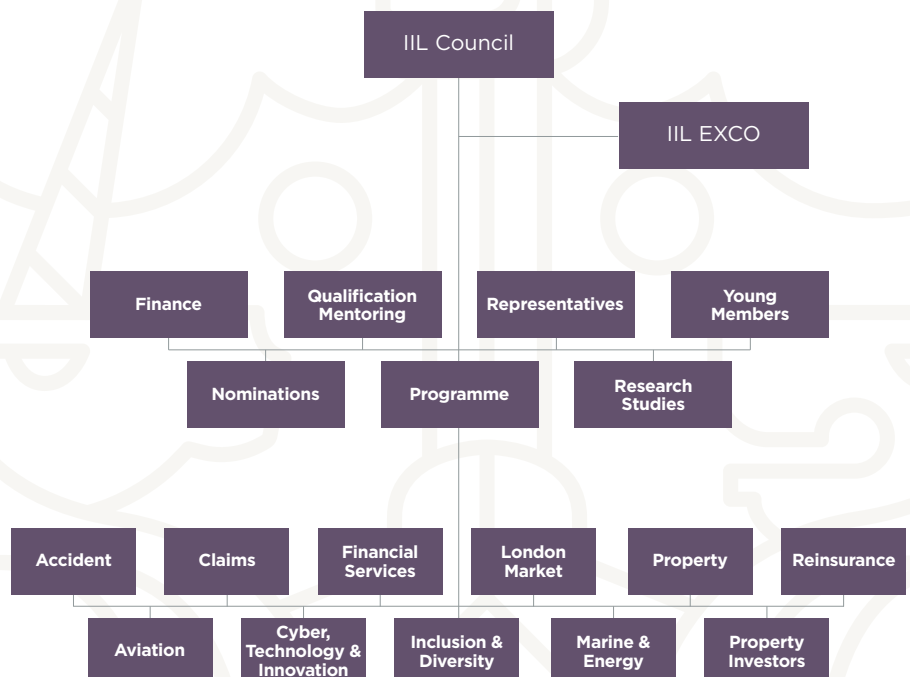 IIL Council
IIL EXCO
Finance
Qualification
Mentoring
Representatives
Young
Members
Nominations
Programme
Research
Studies
Accident
Claims
Financial
Services
London
Market
Property
Reinsurance
Aviation
Cyber,
Technology &
Innovation
Inclusion &
Diversity
Marine &
Energy
Property
Investors